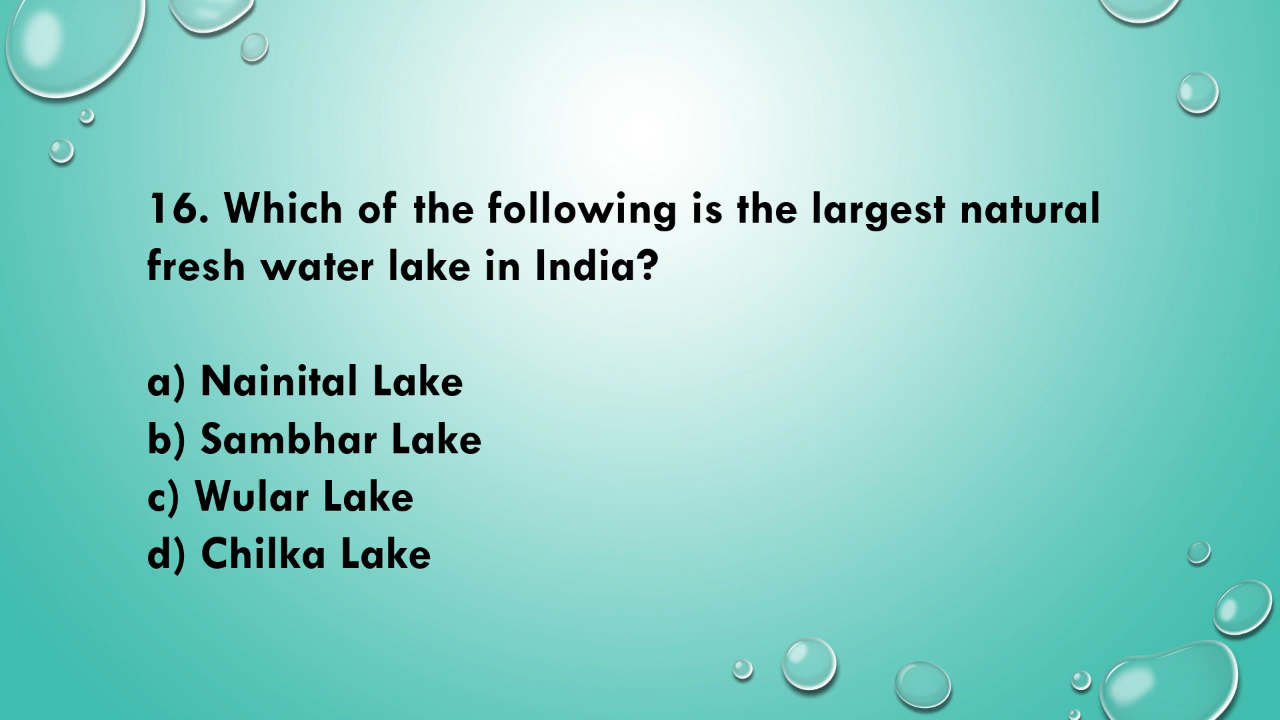 16. Which of the following is the largest natural
fresh water lake in India?
a) Nainital Lake
b) Sambhar Lake
c) Wular Lake
d) Chilka Lake